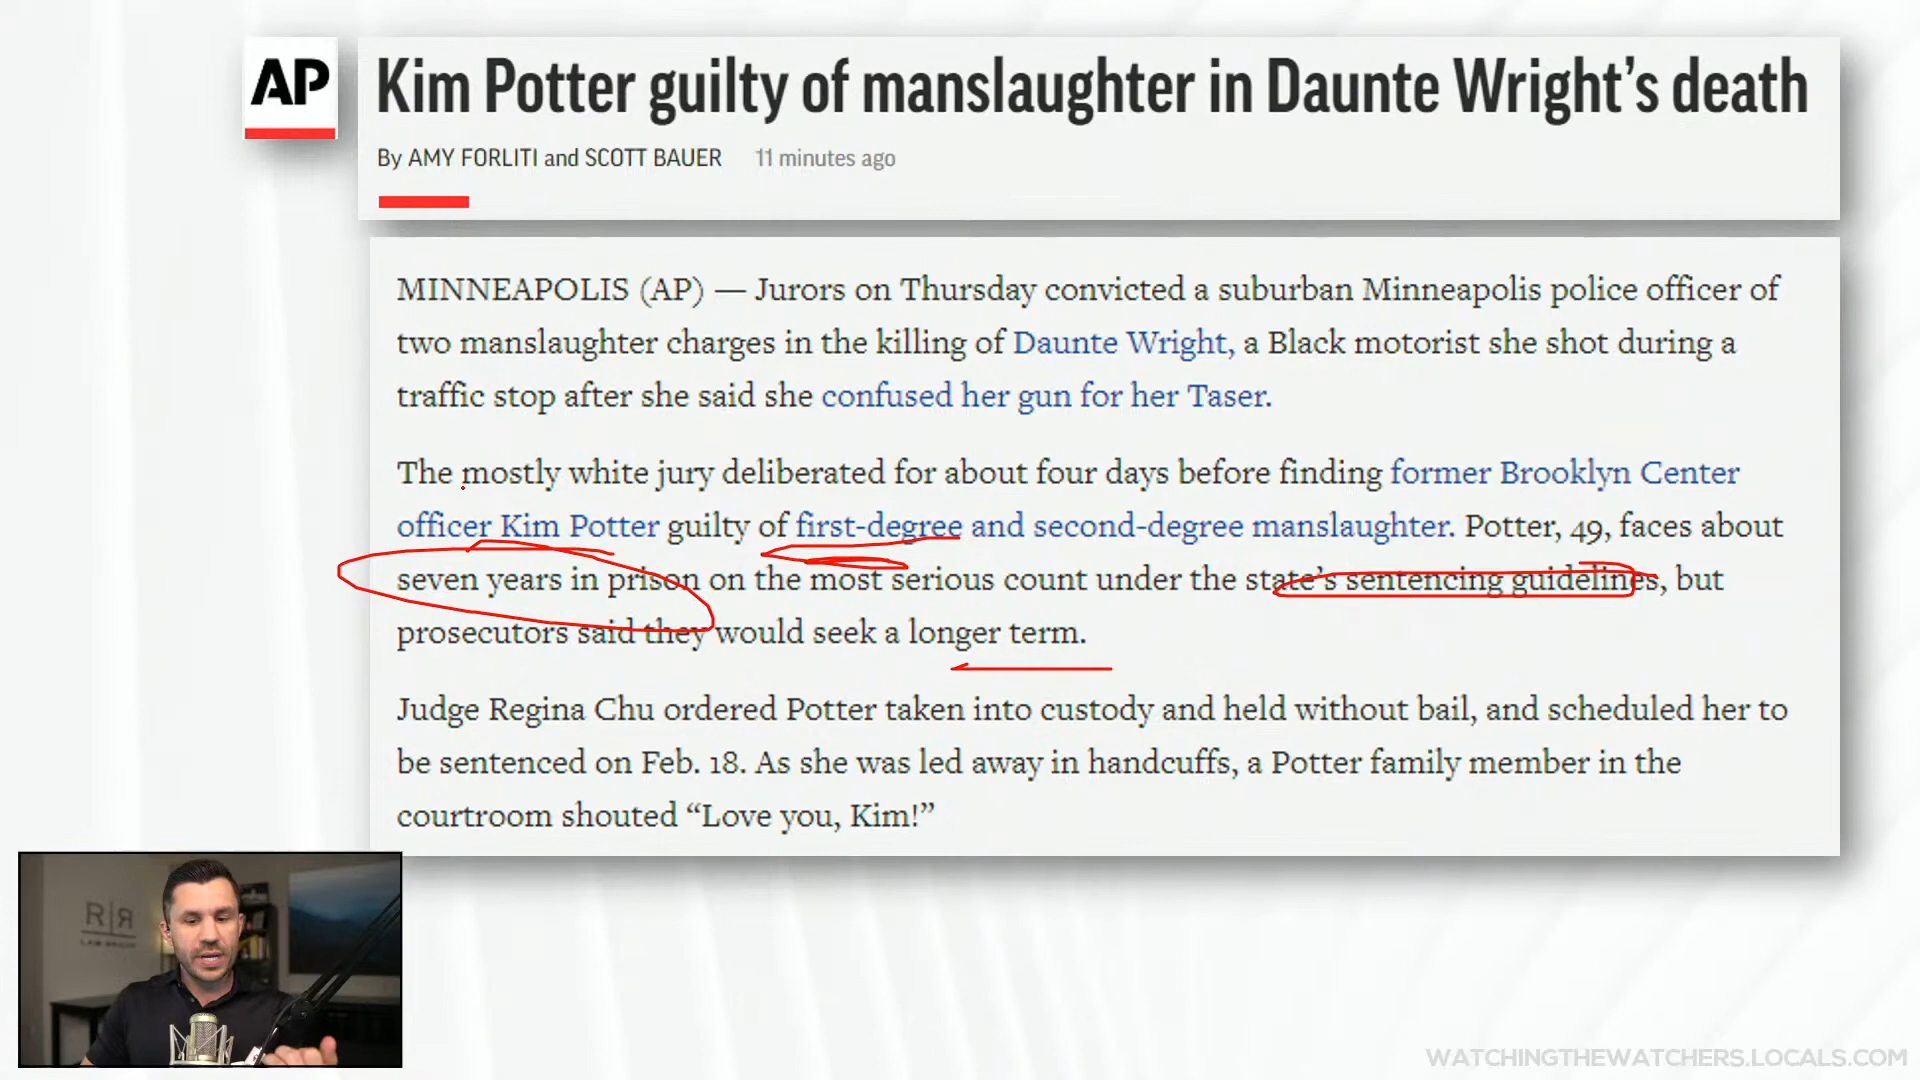 AP
Kim Potter guilty of manslaughter in Daunte Wright’s death
By AMY FORLITI and SCOTT BAUER 11 minutes ago
MINNEAPOLIS (AP) — Jurors on Thursday convicted a suburban Minneapolis police officer of
two manslaughter charges in the killing of Daunte Wright, a Black motorist she shot during a
traffic stop after she said she confused her gun for her Taser.
The mostly white jury deliberated for about four days before finding former Brooklyn Center
officer Kim Potter guilty of first-degree and second-degree manslaughter. Potter, 49, faces about
seven years in prison on the most serious count under the state’s sentencing guidelines, but
prosecutors said they would seek a longer term.
Judge Regina Chu ordered Potter taken into custody and held without bail, and scheduled her to
be sentenced on Feb. 18. As she was led away in handcuffs, a Potter family member in the
courtroom shouted “Love you, Kim!”
R|R
LAW GROUP
WATCHINGTHEWATCHERS.LOCALS.COM